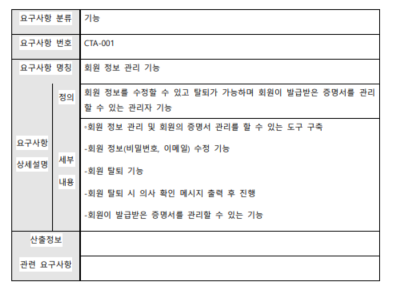 요구사항 분류 기능
요구사항 번호 CTA-001
요구사항 명칭 회원 정보 관리 기능
요구사항 상세설명
정의
회원 정보를 수정할 수 있고 탈퇴가 가능하며 회원이 발급받은 증명서를 관리
할 수 있는 관리자 기능
세부
내용
-회원 정보 관리 및 회원의 증명서 관리를 할 수 있는 도구 구축
-회원 정보(비밀번호, 이메일) 수정 기능
-회원 탈퇴 기능
-회원 탈퇴 시 의사 확인 메시지 출력 후 진행
-회원이 발급받은 증명서를 관리할 수 있는 기능
산출정보
관련 요구사항